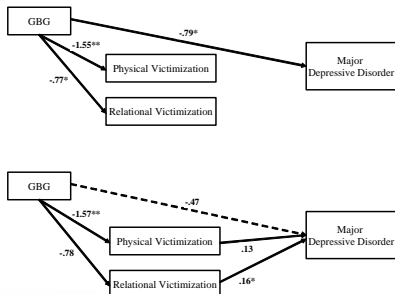 GBG
-.79*
-1.55**
Physical Victimization
-.77*
Major
Depressive Disorder
Relational Victimization
GBG
-.47
-1.57**
Major
Depressive Disorder
Physical Victimization
.13
-.78
.16*
Relational Victimization